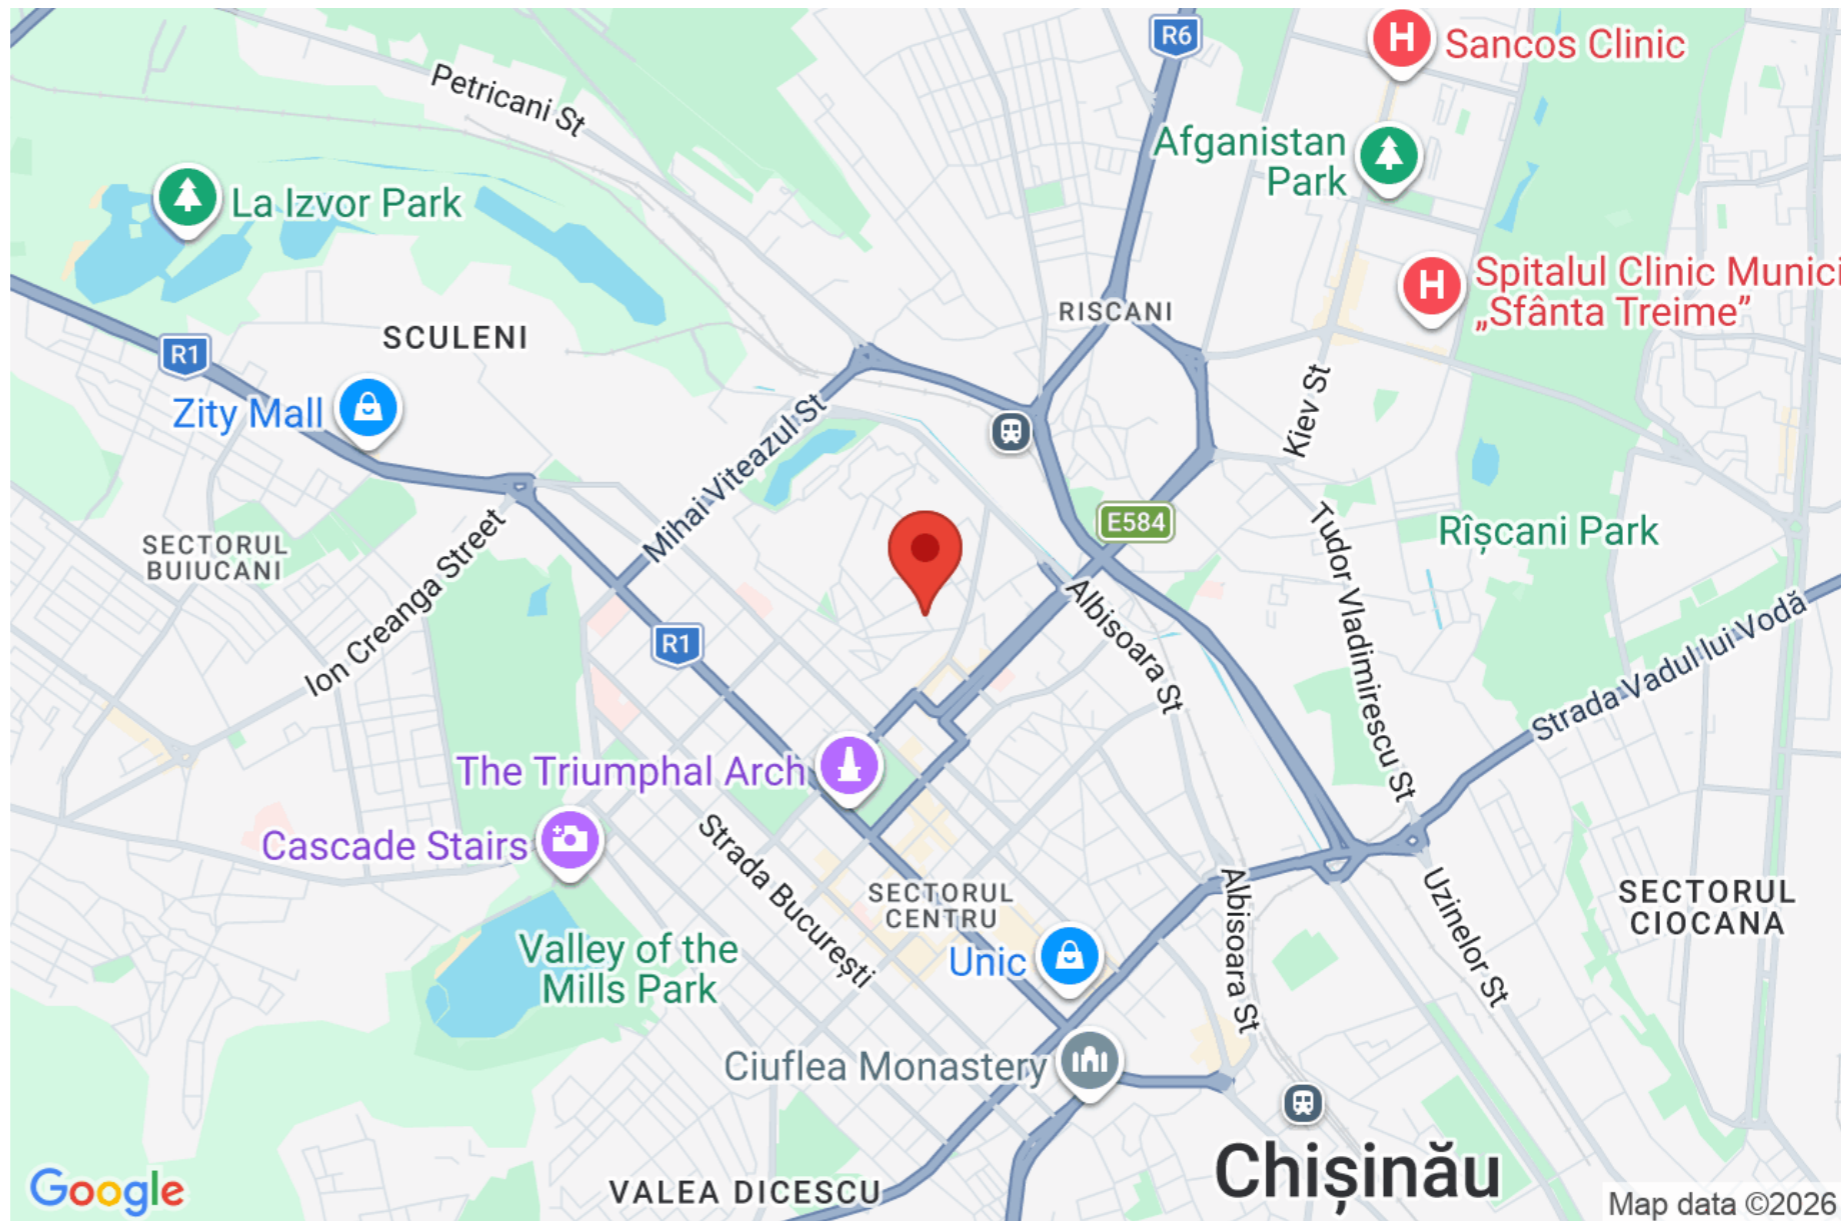 R6
Sancos Clinic
Petricani St
Afganistan
Park
La Izvor Park
Spitalul Clinic Munici
„Sfânta Treime”
RISCANI
SCULENI
R1
Zity Mall
Mihai Viteazul St
Kiev St
E584
Rîșcani Park
SECTORUL
BUIUCANI
Ion Creanga Street
Tudor Vladimirescu St
Albisoara St
Strada Vadul lui Vodă
R1
The Triumphal Arch
Cascade Stairs
Strada București
SECTORUL
CENTRU
Albisoara St
Uzinelor St
SECTORUL
CIOCANA
Valley of the
Mills Park
Unic
Ciuflea Monastery
Chișinău
VALEA DICESCU
Google
Map data ©2026